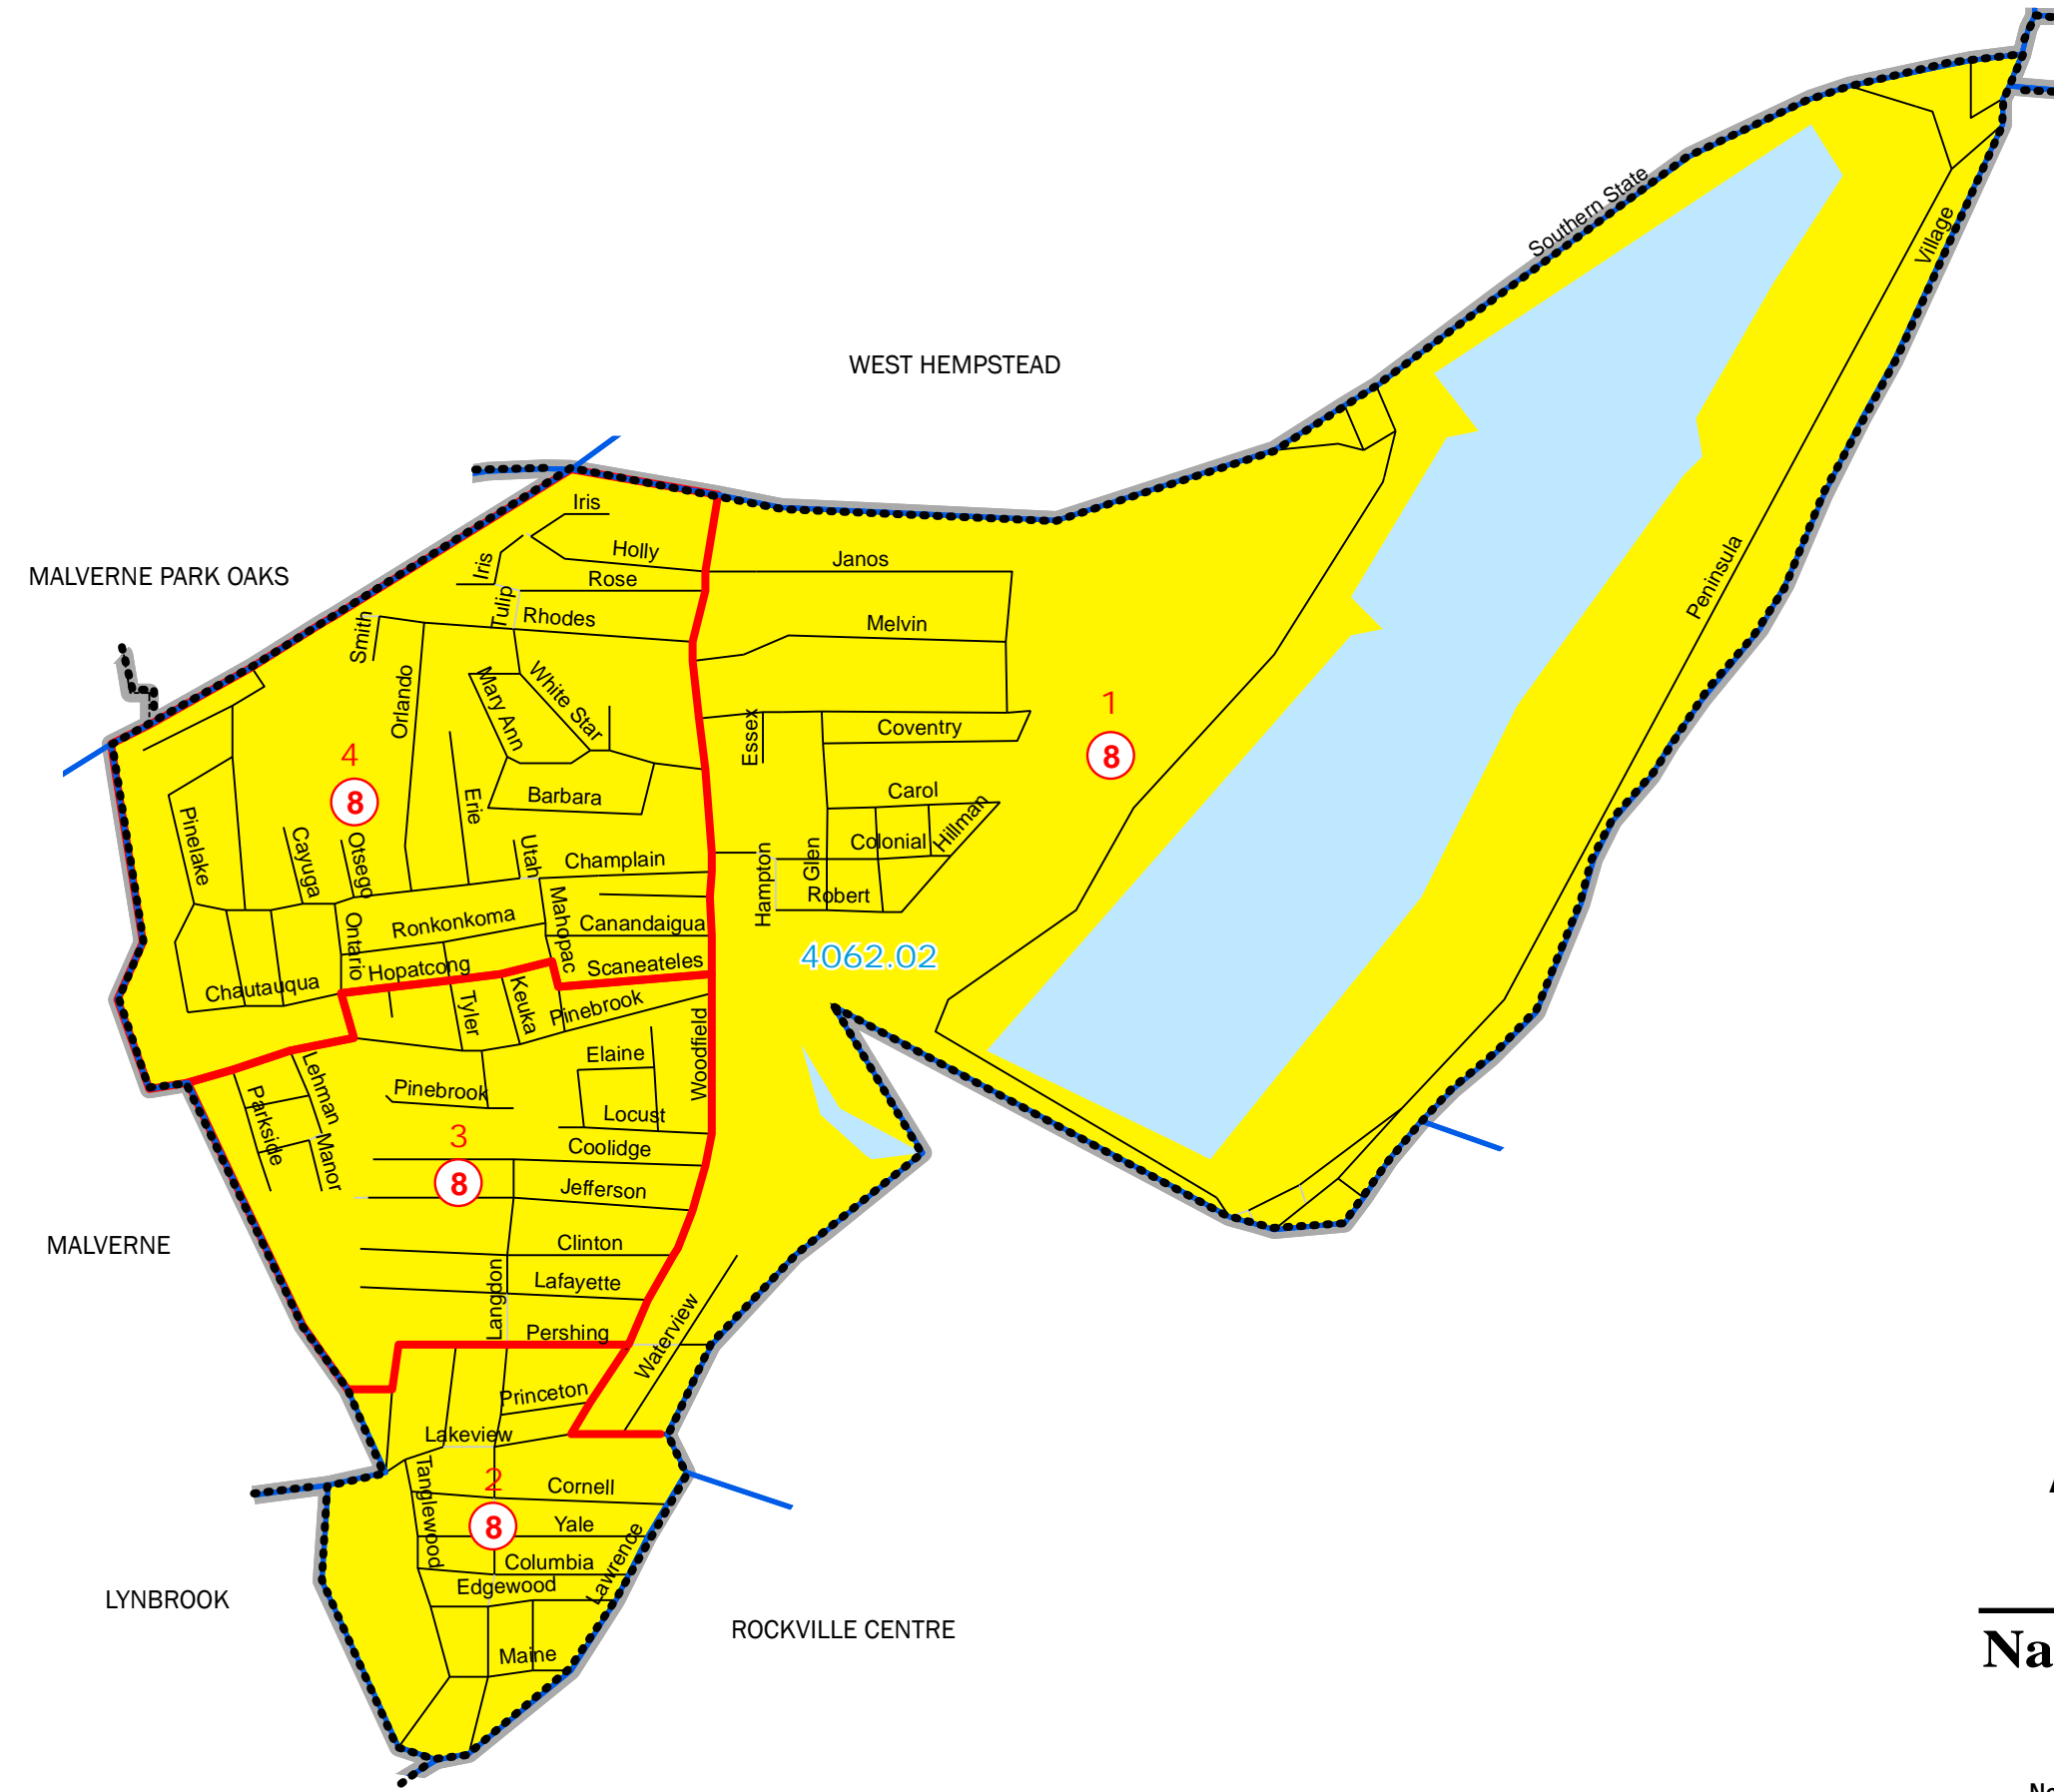 Southern State
Village
WEST HEMPSTEAD
Iris
Holly
Iris
Janos
Peninsula
MALVERNE PARK OAKS
Rose
Tulip
Rhodes
Melvin
Smith
White Star
Mary Ann
Orlando
1
8
Essex
Coventry
4
8
Barbara
Carol
Erie
Pinelake
Cayuga
Otsego
Utah
Champlain
Colonial
Hillman
Glen
Hampton
Robert
Ronkonkoma
Mahopac
Canandaigua
Ontario
4062.02
Hopatcong
Scaneateles
Chautauqua
Tyler
Keuka
Pinebrook
Woodfield
Elaine
Lehman
Pinebrook
Locust
Parkside
Manor
3
8
Coolidge
Jefferson
MALVERNE
Clinton
Lafayette
Langdon
Pershing
Waterview
Princeton
Lakeview
Tanglewood
2
8
Cornell
Yale
Columbia
Lawrence
Edgewood
LYNBROOK
ROCKVILLE CENTRE
Maine
Na